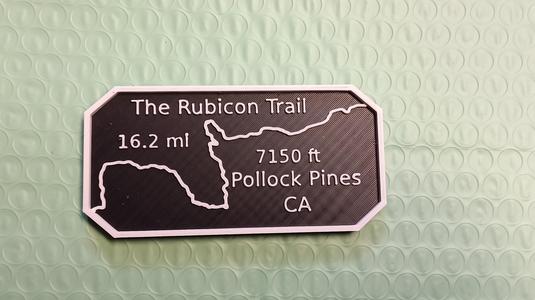 The Rubicon Trail
16.2 mi
7150 ft
Pollock Pines
CA